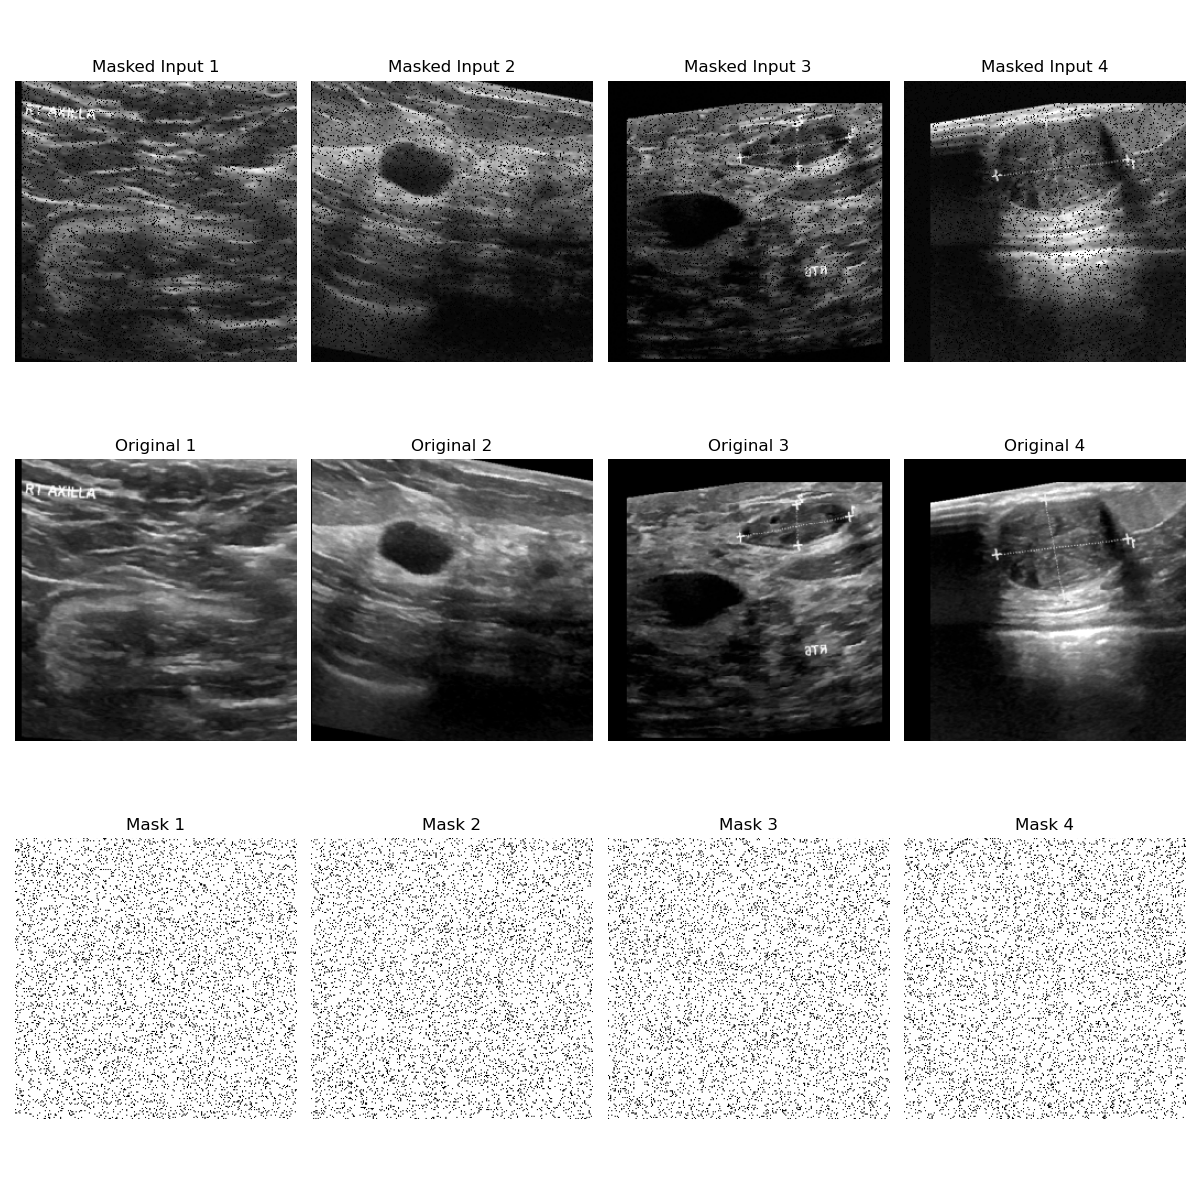 Masked Input 1
Masked Input 2
Masked Input 3
Masked Input 4
RT AXILLA
Original 1
Original 2
Original 3
Original 4
RT AXILLA
Mask 1
Mask 2
Mask 3
Mask 4